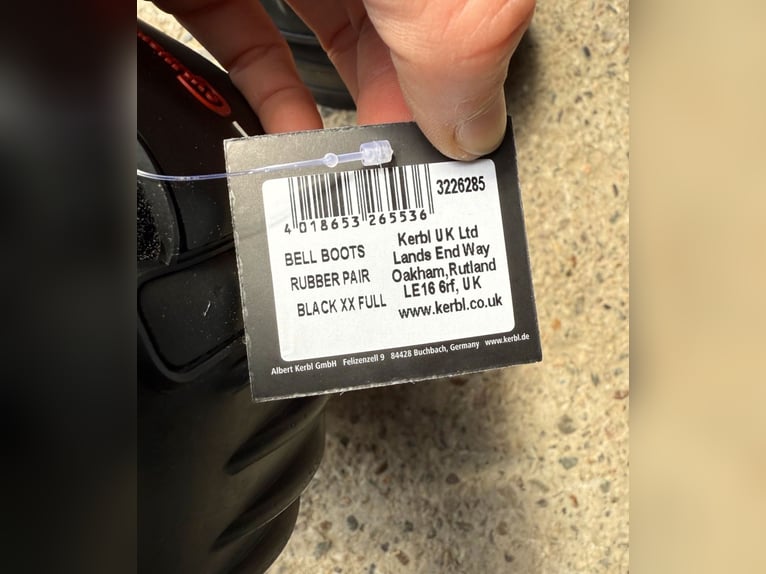 3226285
4 018653 265536
BELL BOOTS
RUBBER PAIR
BLACK XX FULL
Kerbl UK Ltd
Lands End Way
Oakham,Rutland
LE16 6rf, UK
www.kerbl.co.uk
Albert Kerbl GmbH Felizenzell 9 84428 Buchbach, Germany www.kerbl.de